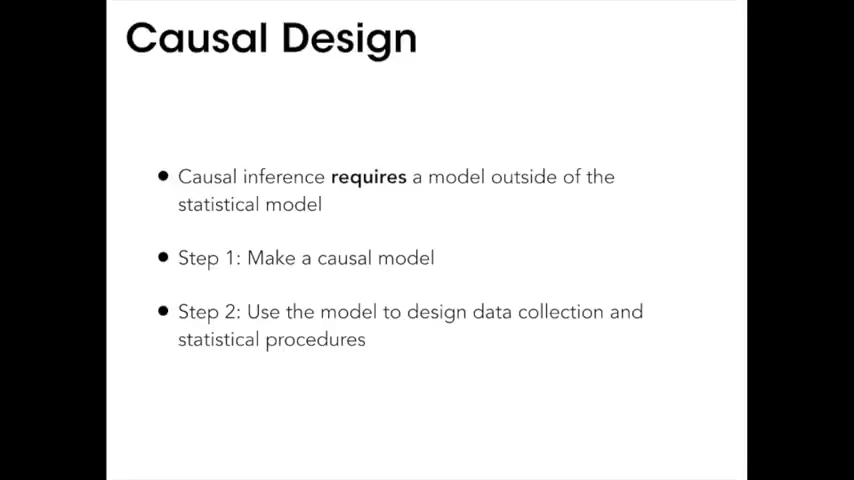 Causal Design
● Causal inference requires a model outside of the
statistical model
● Step 1: Make a causal model
● Step 2: Use the model to design data collection and
statistical procedures